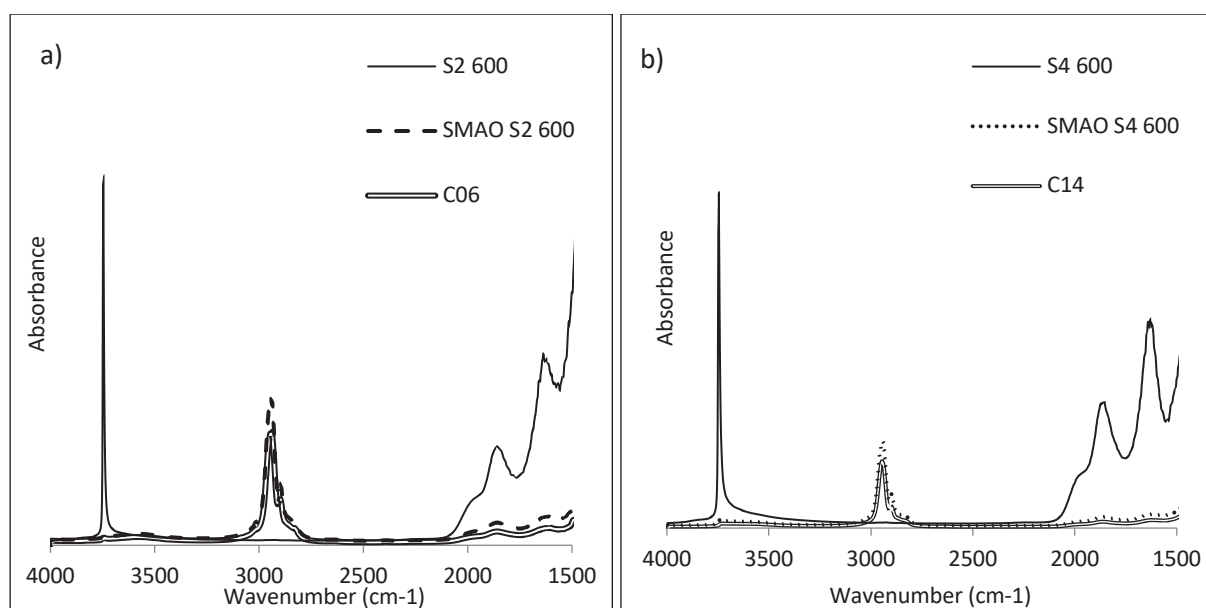 a)
S2 600
SMAO S2 600
C06
Absorbance
4000 3500 3000 2500 2000 1500
Wavenumber (cm-1)
b)
S4 600
SMAO S4 600
C14
Absorbance
4000 3500 3000 2500 2000 1500
Wavenumber (cm-1)